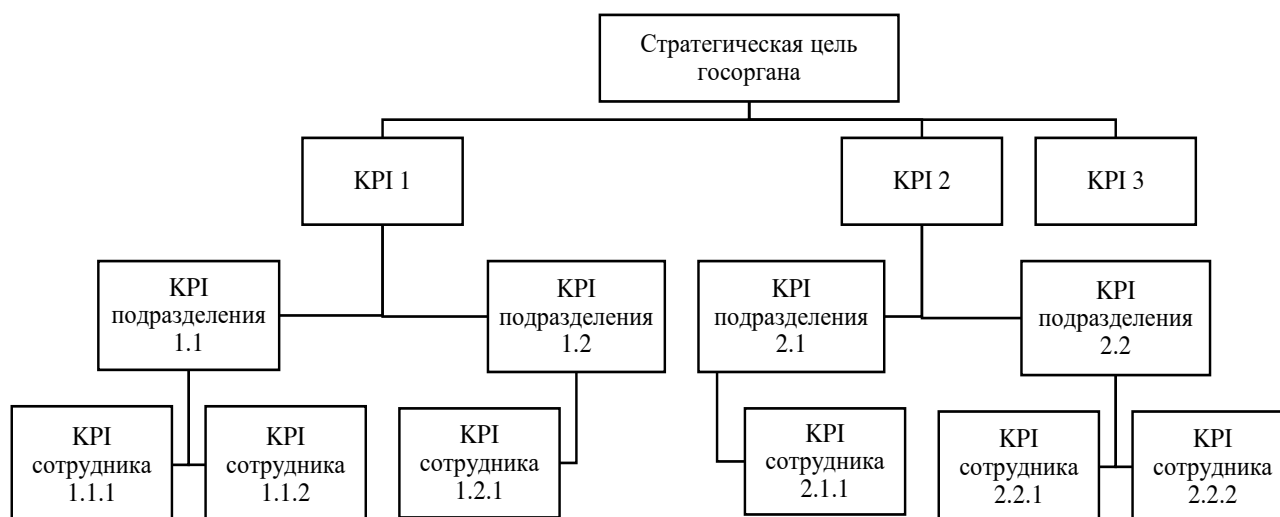 Стратегическая цель
госоргана
KPI 1
KPI 2
KPI 3
KPI
подразделения
1.1
KPI
подразделения
1.2
KPI
подразделения
2.1
KPI
подразделения
2.2
KPI
сотрудника
1.1.1
KPI
сотрудника
1.1.2
KPI
сотрудника
1.2.1
KPI
сотрудника
2.1.1
KPI
сотрудника
2.2.1
KPI
сотрудника
2.2.2